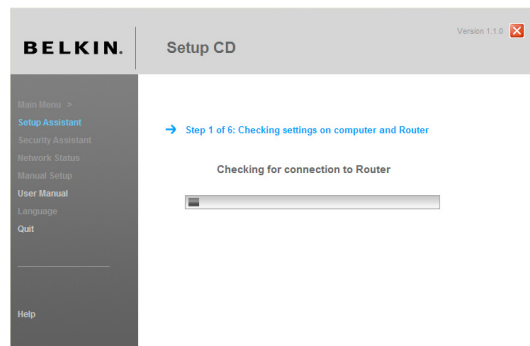 BELKIN.
Setup CD
Version 1.1.0
Main Menu >
Setup Assistant
Security Assistant
Network Status
Manual Setup
User Manual
Language
Quit
Help
Step 1 of 6: Checking settings on computer and Router
Checking for connection to Router